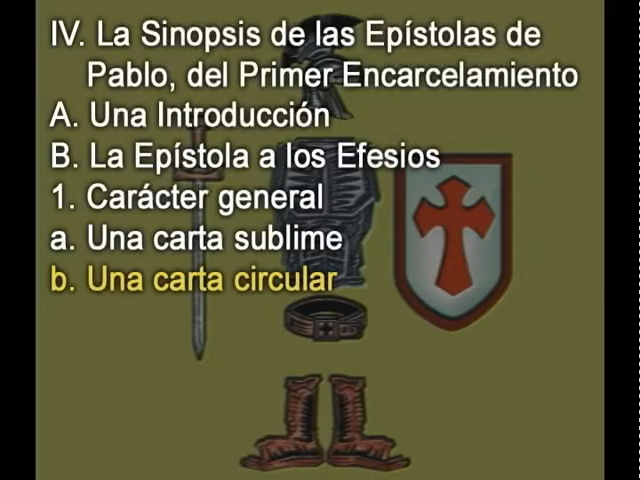 IV. La Sinopsis de las Epístolas de
Pablo, del Primer Encarcelamiento
A. Una Introducción
B. La Epístola a los Efesios
1. Carácter general
a. Una carta sublime
b. Una carta circular